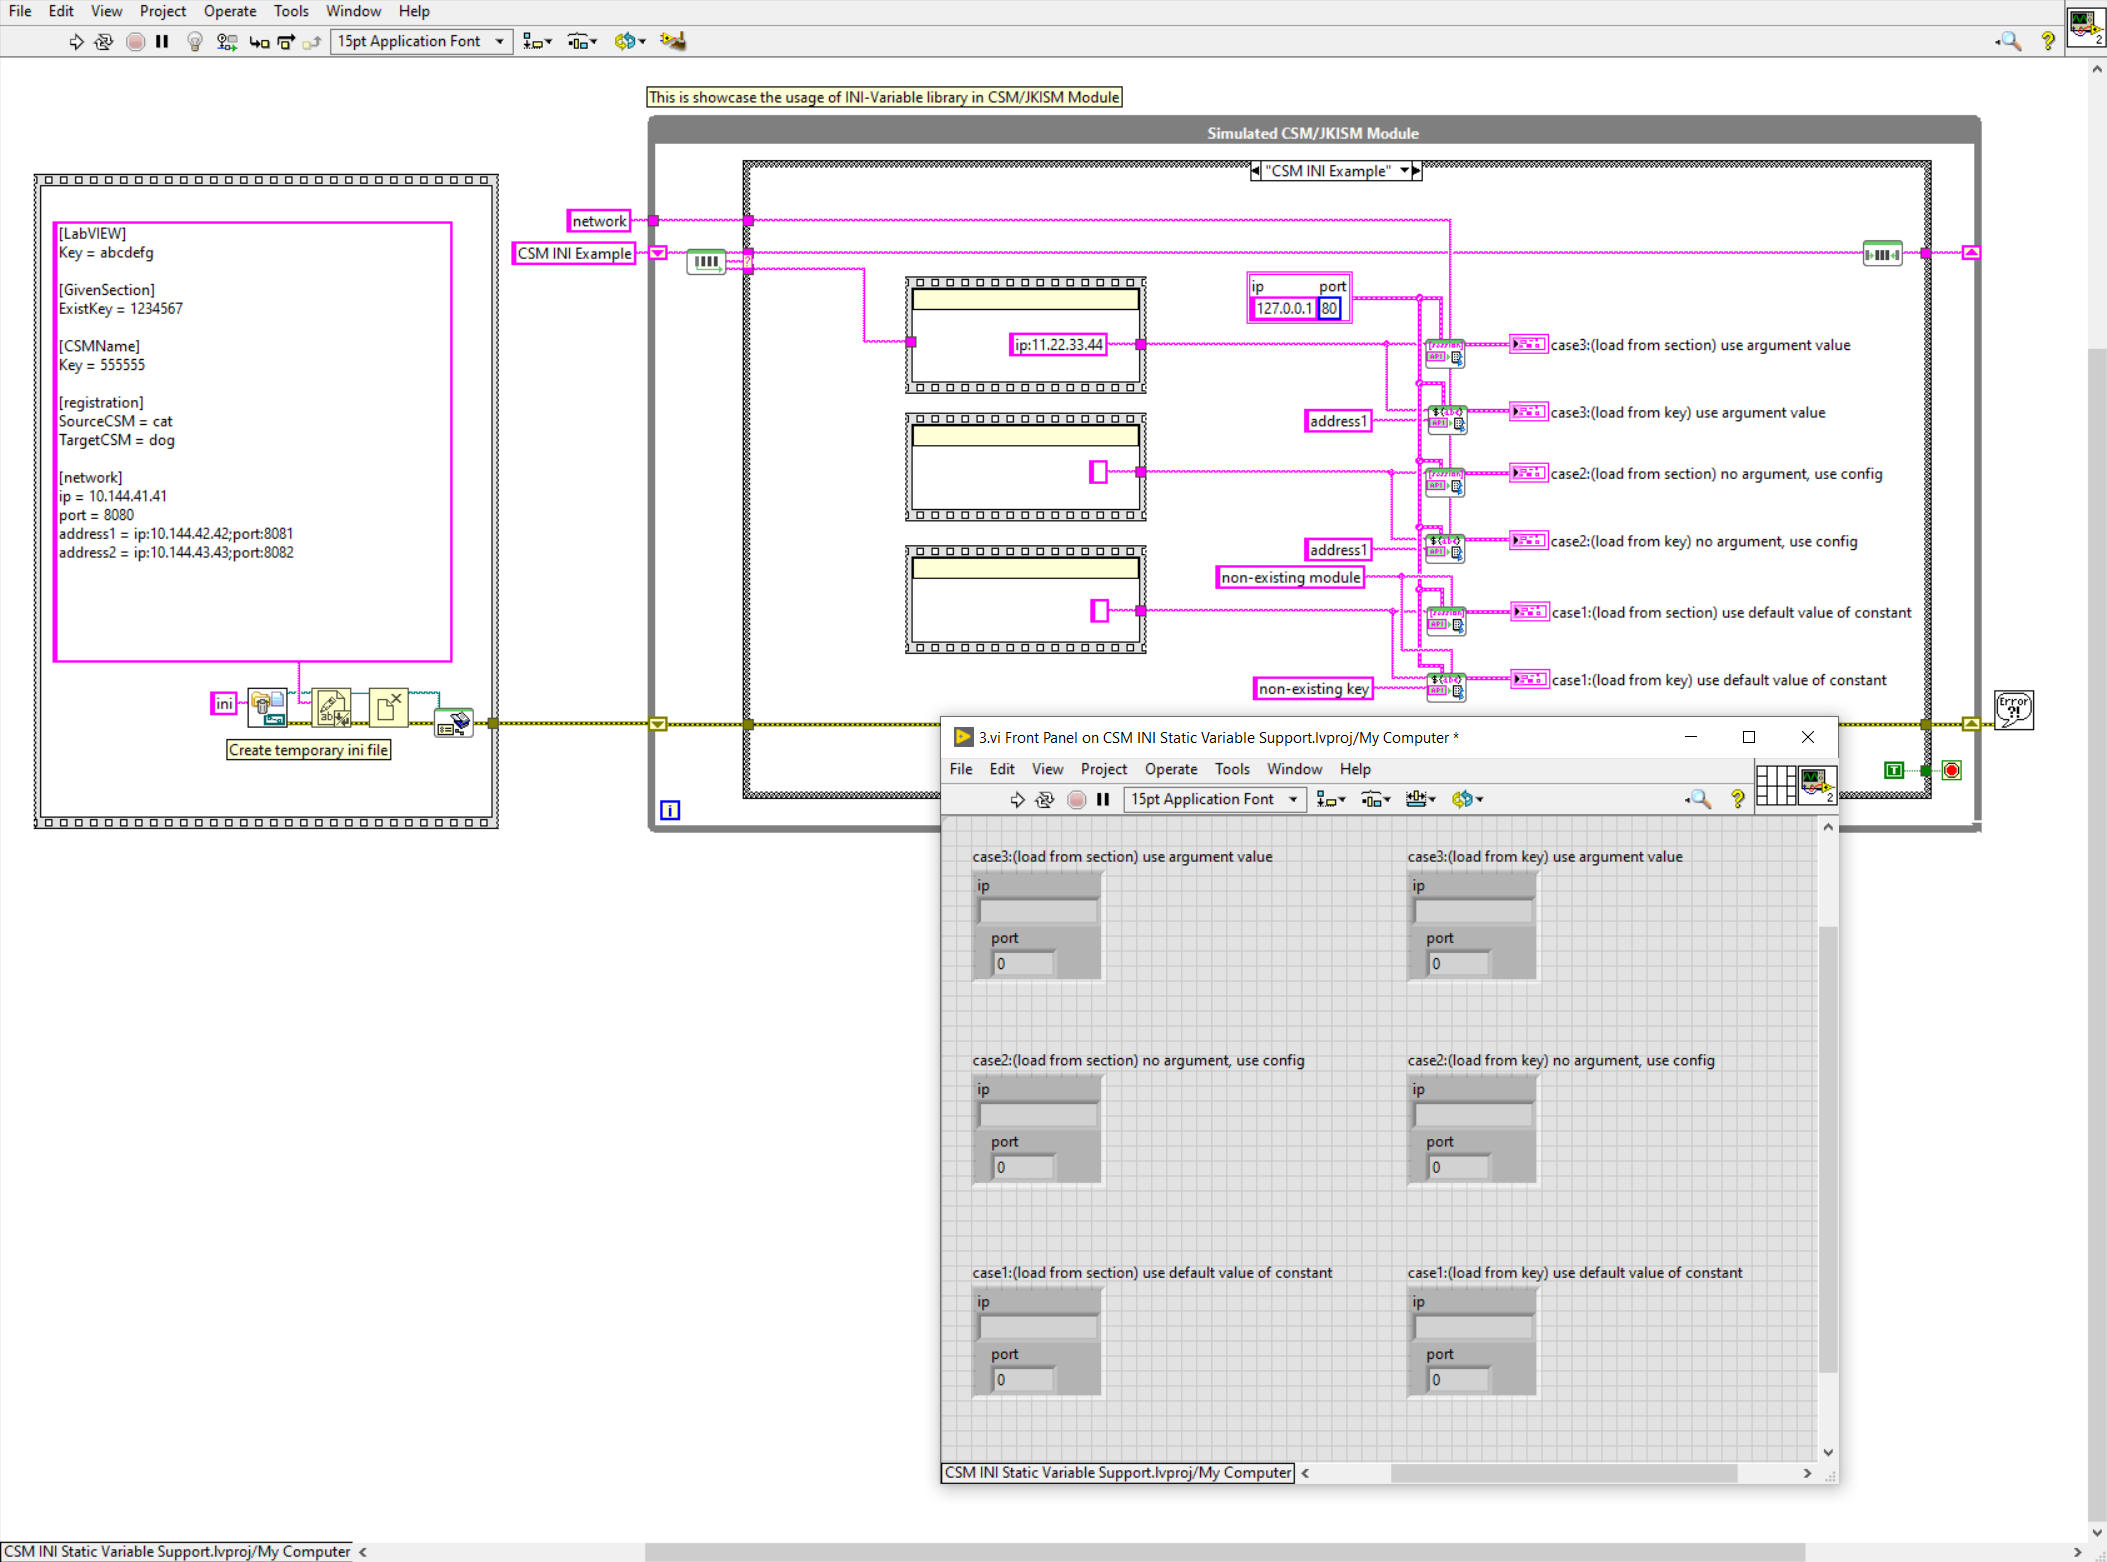 File Edit View Project Operate Tools Window Help
15pt Application Font
2
This is showcase the usage of INI-Variable library in CSM/JKISM Module
Simulated CSM/JKISM Module
"CSM INI Example"
[LabVIEW]
Key = abcdefg
[GivenSection]
ExistKey = 1234567
[CSMName]
Key = 555555
[registration]
SourceCSM = cat
TargetCSM = dog
[network]
ip = 10.144.41.41
port = 8080
address1 = ip:10.144.42.42;port:8081
address2 = ip:10.144.43.43;port:8082
ini
Create temporary ini file
network
CSM INI Example
?
ip port
127.0.0.1 80
ip:11.22.33.44
case3:(load from section) use argument value
address1
case3:(load from key) use argument value
case2:(load from section) no argument, use config
address1
case2:(load from key) no argument, use config
non-existing module
case1:(load from section) use default value of constant
non-existing key
case1:(load from key) use default value of constant
Error
?!
T
i
3.vi Front Panel on CSM INI Static Variable Support.lvproj/My Computer *
File Edit View Project Operate Tools Window Help
15pt Application Font
2
case3:(load from section) use argument value
ip
port
0
case3:(load from key) use argument value
ip
port
0
case2:(load from section) no argument, use config
ip
port
0
case2:(load from key) no argument, use config
ip
port
0
case1:(load from section) use default value of constant
ip
port
0
case1:(load from key) use default value of constant
ip
port
0
CSM INI Static Variable Support.lvproj/My Computer
CSM INI Static Variable Support.lvproj/My Computer